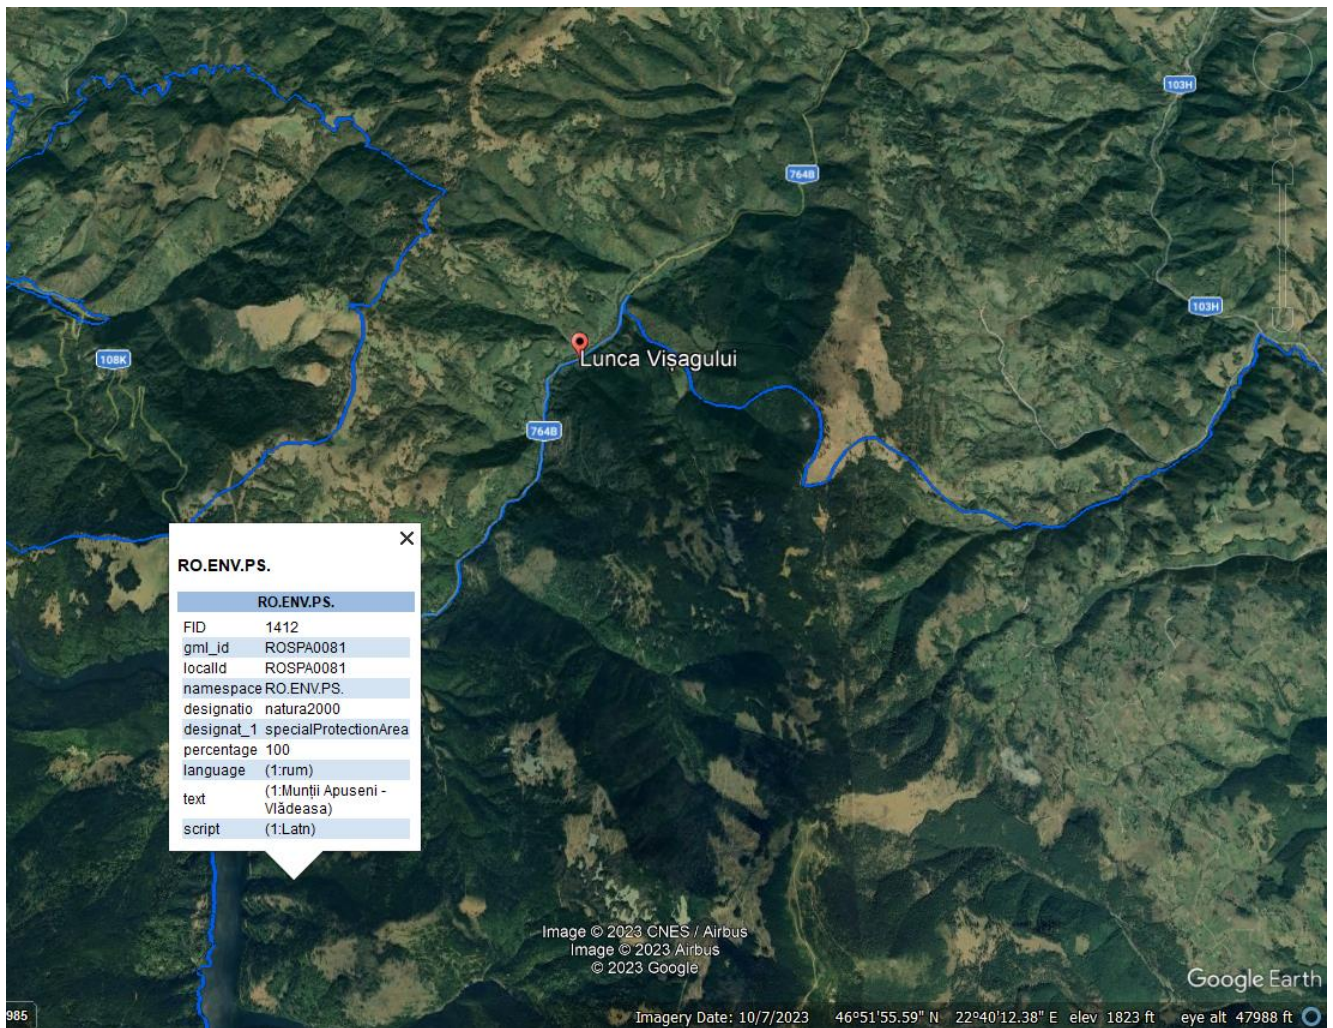 103H
764B
103H
Lunca Vișagului
108K
764B
RO.ENV.PS.
RO.ENV.PS.
FID 1412
gml_id ROSPA0081
localId ROSPA0081
namespace RO.ENV.PS.
designatio natura2000
designat_1 specialProtectionArea
percentage 100
language (1:rum)
text (1:Munții Apuseni -
Vlădeasa)
script (1:Latn)
Image © 2023 CNES / Airbus
Image © 2023 Airbus
© 2023 Google
Google Earth
985
Imagery Date: 10/7/2023 46°51'55.59" N 22°40'12.38" E elev 1823 ft eye alt 47988 ft